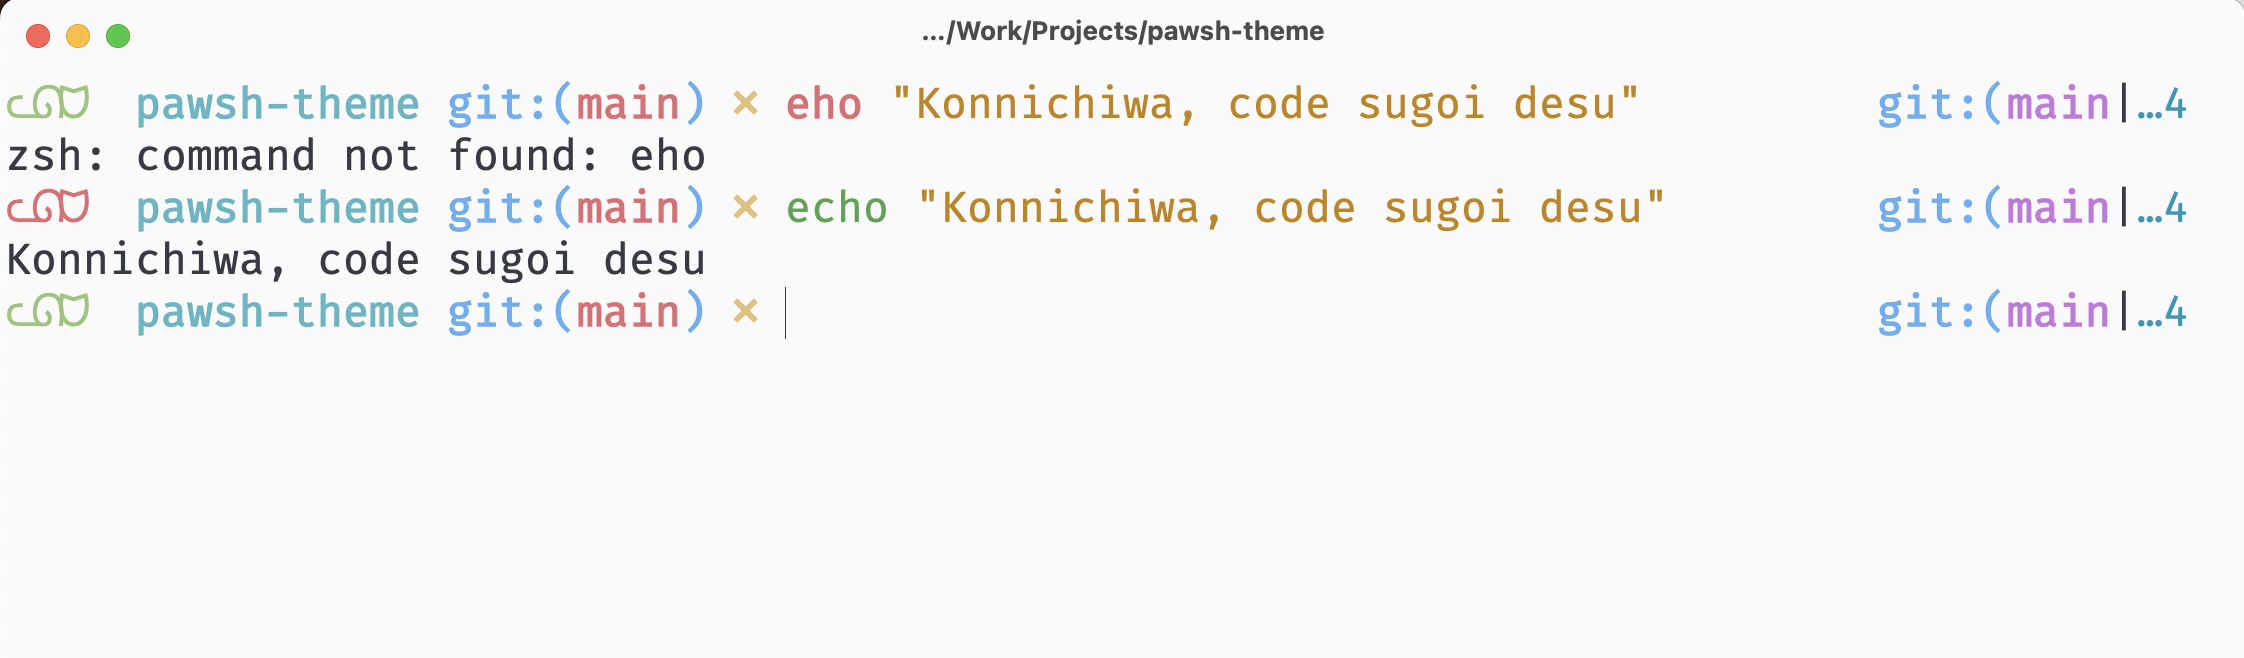 .../Work/Projects/pawsh-theme
ᓚᘏᗢ pawsh-theme git:(main) × eho "Konnichiwa, code sugoi desu" git:(main|…4
zsh: command not found: eho
ᓚᘏᗢ pawsh-theme git:(main) × echo "Konnichiwa, code sugoi desu" git:(main|…4
Konnichiwa, code sugoi desu
ᓚᘏᗢ pawsh-theme git:(main) × git:(main|…4